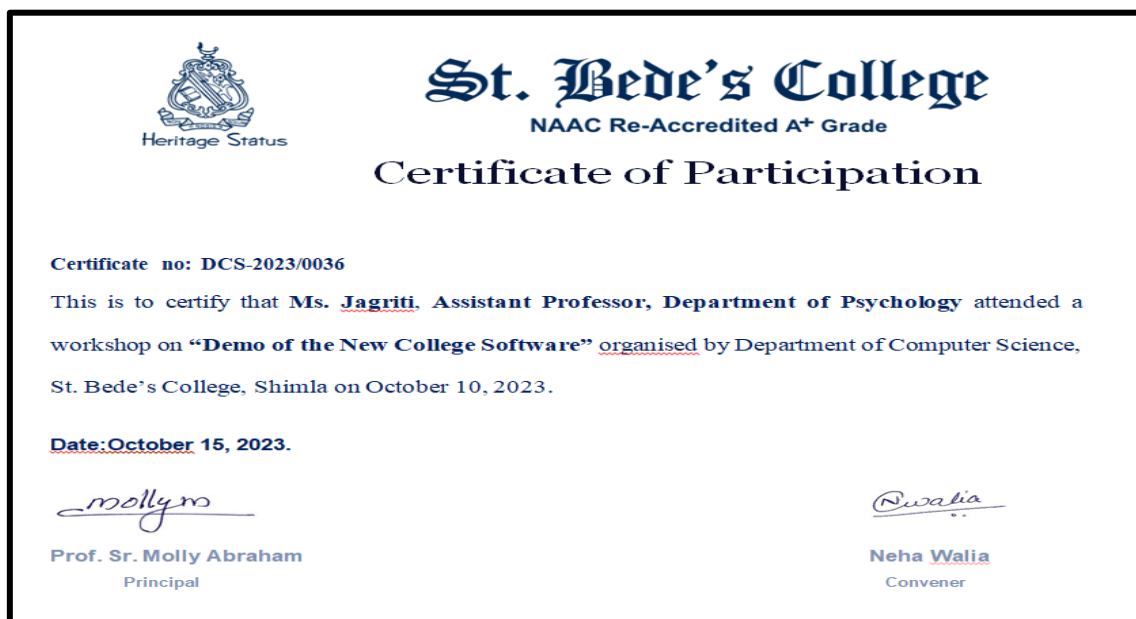 St. Bede's College
NAAC Re-Accredited A+ Grade
Heritage Status
Certificate of Participation
Certificate no: DCS-2023/0036
This is to certify that Ms. Jagriti, Assistant Professor, Department of Psychology attended a
workshop on “Demo of the New College Software” organised by Department of Computer Science,
St. Bede's College, Shimla on October 10, 2023.
Date:October 15, 2023.
mollym
Nwalia
Prof. Sr. Molly Abraham
Neha Walia
Principal
Convener